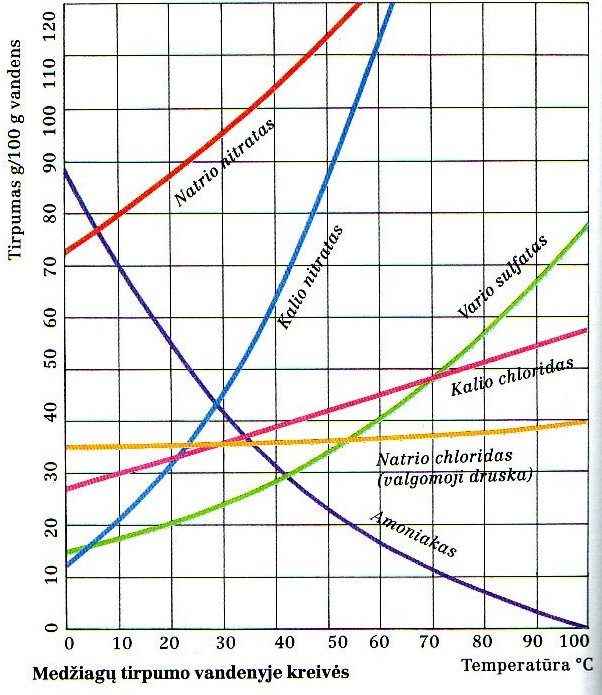 Tirpumas g/100 g vandens
120
110
100
90
80
70
60
50
40
30
20
10
0
Natrio nitratas
Kalio nitratas
Vario sulfatas
Kalio chloridas
Natrio chloridas
(valgomoji druska)
Amoniakas
0 10 20 30 40 50 60 70 80 90 100
Temperatūra °C
Medžiagų tirpumo vandenyje kreivės